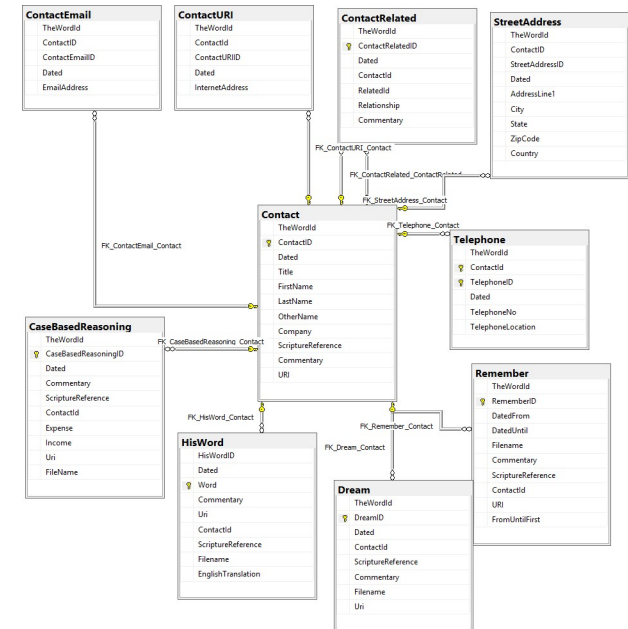 ContactEmail
TheWordId
ContactID
ContactEmailID
Dated
EmailAddress
ContactURI
TheWordId
ContactId
ContactURIID
Dated
InternetAddress
ContactRelated
TheWordId
ContactRelatedID
Dated
ContactId
RelatedId
Relationship
Commentary
StreetAddress
TheWordId
ContactID
StreetAddressID
Dated
AddressLine1
City
State
ZipCode
Country
FK_ContactURI_Contact
FK_ContactRelated_ContactRelated
FK_StreetAddress_Contact
FK_Telephone_Contact
FK_ContactEmail_Contact
Contact
TheWordId
ContactID
Dated
Title
FirstName
LastName
OtherName
Company
ScriptureReference
Commentary
URI
Telephone
TheWordId
ContactId
TelephoneID
Dated
TelephoneNo
TelephoneLocation
CaseBasedReasoning
TheWordId
CaseBasedReasoningID
Dated
Commentary
ScriptureReference
ContactId
Expense
Income
Uri
FileName
FK_CaseBasedReasoning_Contact
FK_HisWord_Contact
FK_Remember_Contact
FK_Dream_Contact
Remember
TheWordId
RememberID
DatedFrom
DatedUntil
Filename
Commentary
ScriptureReference
ContactId
URI
FromUntilFirst
HisWord
HisWordID
Dated
Word
Commentary
Uri
ContactId
ScriptureReference
Filename
EnglishTranslation
Dream
TheWordId
DreamID
Dated
ContactId
ScriptureReference
Commentary
Filename
Uri